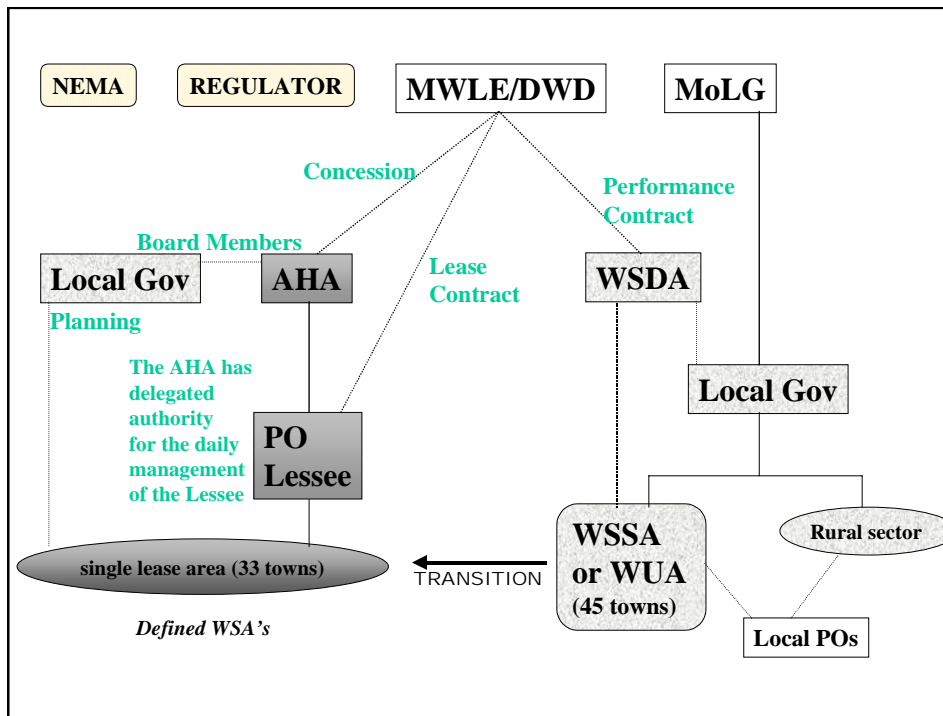 NEMA
REGULATOR
MWLE/DWD
MoLG
Concession
Performance
Contract
Board Members
Local Gov
AHA
Lease
Contract
WSDA
Planning
The AHA has
delegated
authority
for the daily
management
of the Lessee
Local Gov
PO
Lessee
WSSA
or WUA
(45 towns)
Rural sector
single lease area (33 towns)
TRANSITION
Defined WSA's
Local POs